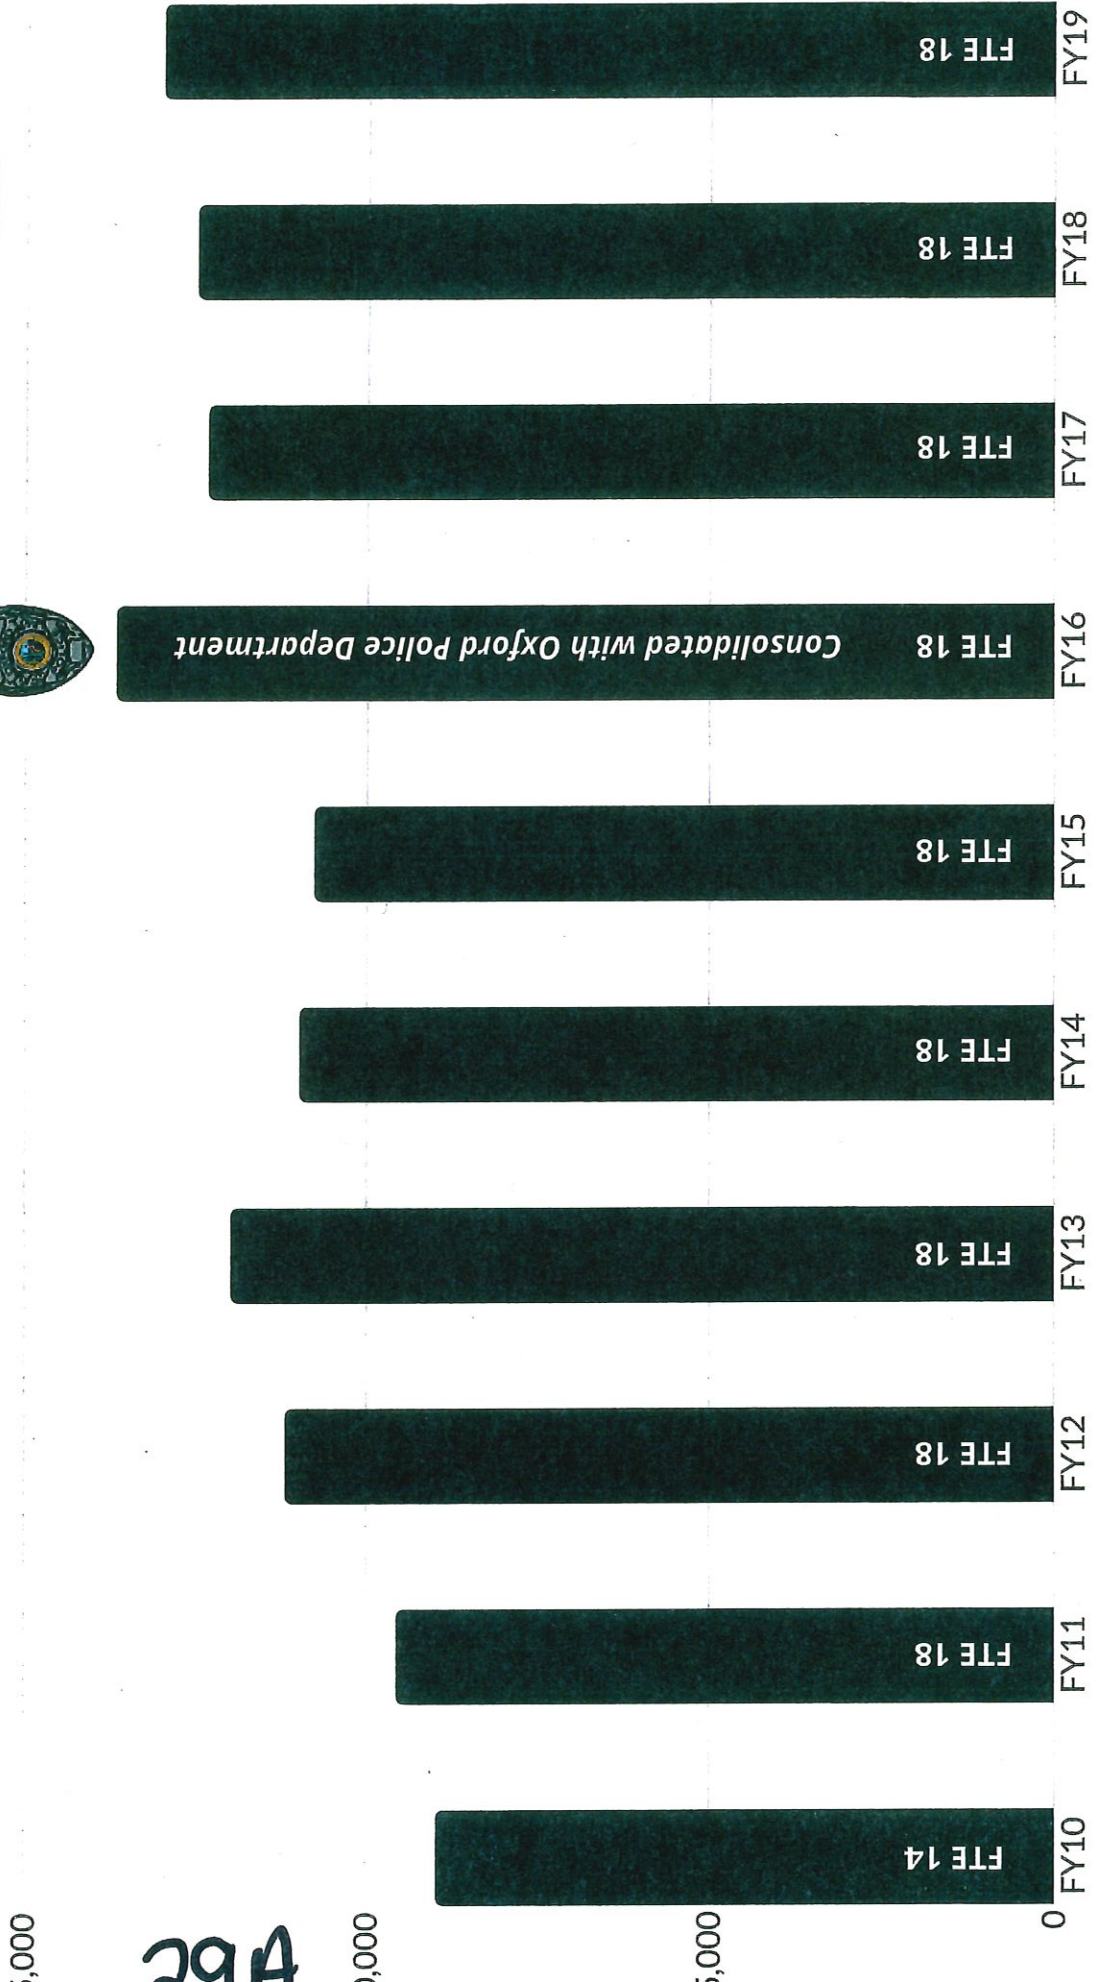 5,000
29A
0,000
5,000
0
FTE 14
FTE 18
FTE 18
FTE 18
FTE 18
FTE 18
Consolidated with Oxford Police Department
FTE 18
FTE 18
FTE 18
FTE 18
FY10
FY11
FY12
FY13
FY14
FY15
FY16
FY17
FY18
FY19